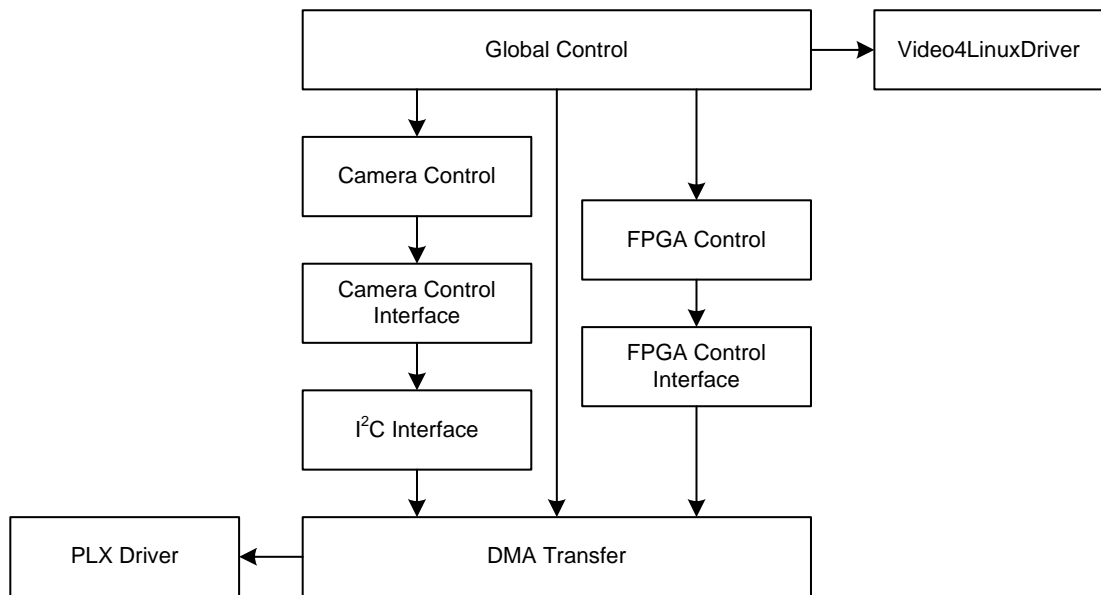 Global Control
Video4LinuxDriver
Camera Control
FPGA Control
Camera Control
Interface
FPGA Control
Interface
I²C Interface
PLX Driver
DMA Transfer